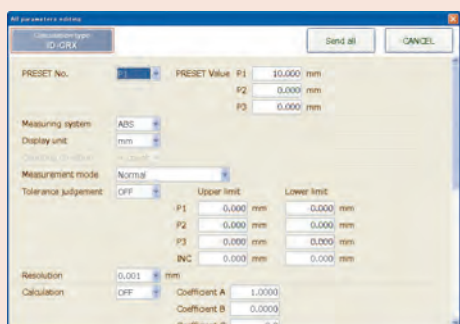 All parameters editing
Calculation type
ID-CRX
Send all
CANCEL
PRESET No. P1 PRESET Value P1 10.000 mm
P2 0.000 mm
P3 0.000 mm
Measuring system ABS
Display unit mm
Measurement mode Normal
Tolerance judgement OFF Upper limit Lower limit
P1 0.000 mm 0.000 mm
P2 0.000 mm 0.000 mm
P3 0.000 mm 0.000 mm
INC 0.000 mm 0.000 mm
Resolution 0.001 mm
Calculation OFF Coefficient A 1.0000
Coefficient B 0.0000